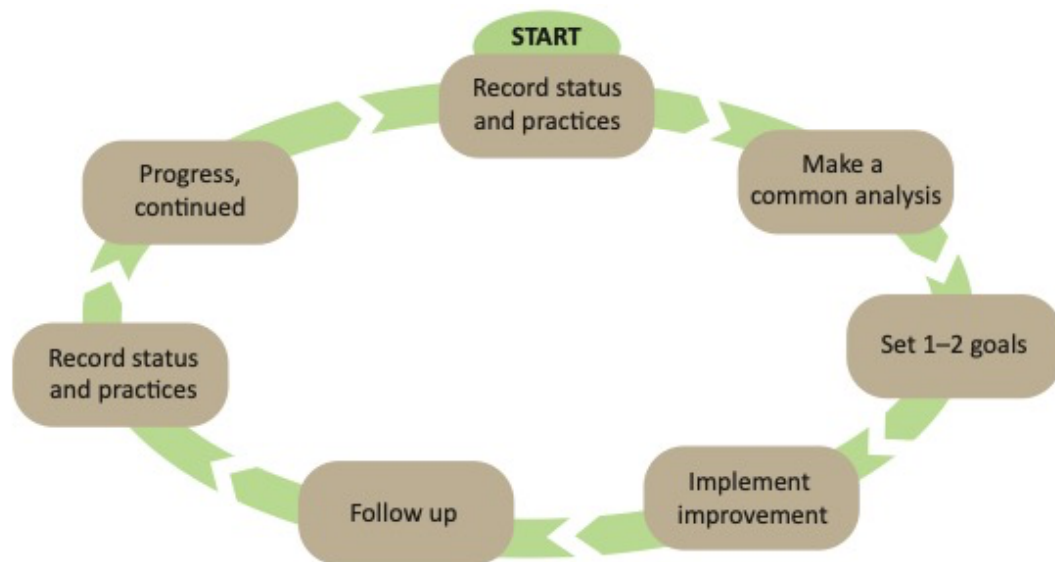 START
Record status
and practices
Make a
common analysis
Set 1–2 goals
Implement
improvement
Follow up
Record status
and practices
Progress,
continued